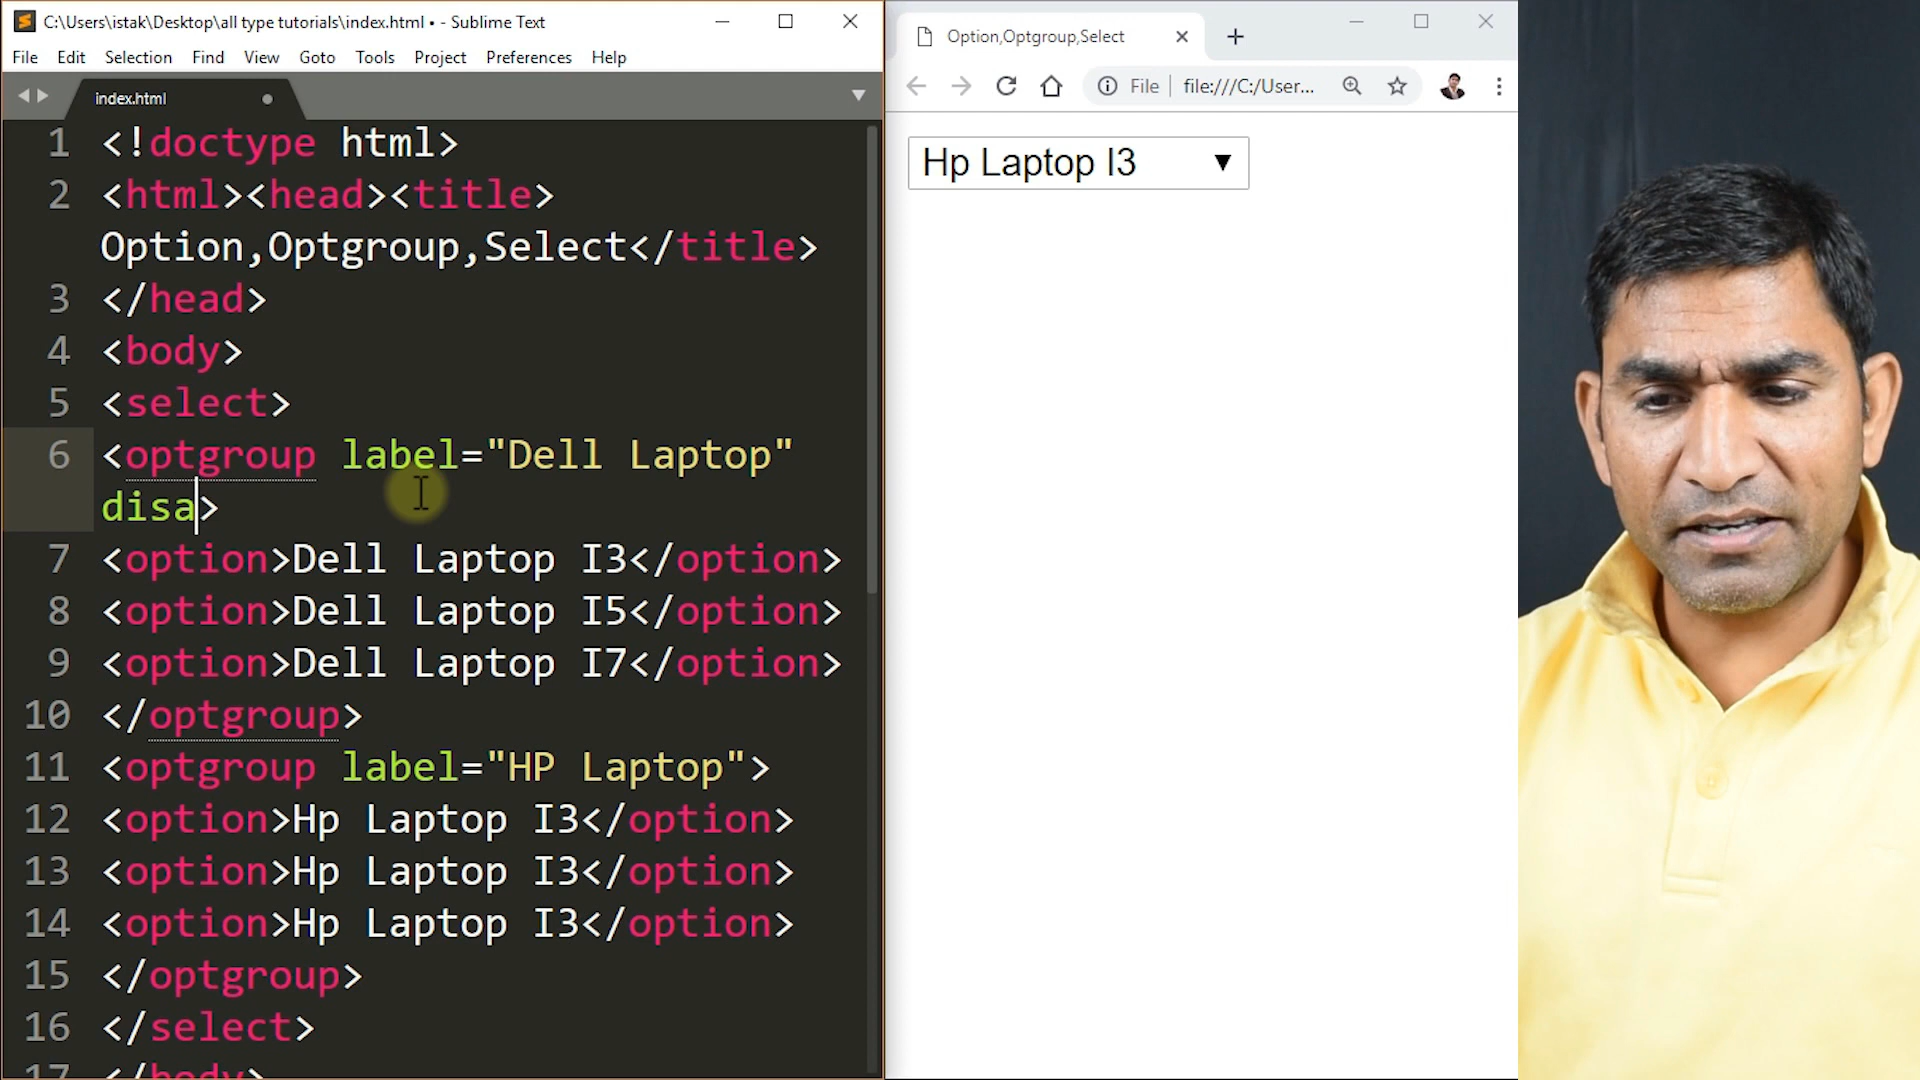 C:\Users\istak\Desktop\all type tutorials\index.html • - Sublime Text
File Edit Selection Find View Goto Tools Project Preferences Help
index.html
1 <!doctype html>
2 <html><head><title>
Option,Optgroup,Select</title>
3 </head>
4 <body>
5 <select>
6 <optgroup label="Dell Laptop"
disa>
7 <option>Dell Laptop I3</option>
8 <option>Dell Laptop I5</option>
9 <option>Dell Laptop I7</option>
10 </optgroup>
11 <optgroup label="HP Laptop">
12 <option>Hp Laptop I3</option>
13 <option>Hp Laptop I3</option>
14 <option>Hp Laptop I3</option>
15 </optgroup>
16 </select>
17 </body>
Option,Optgroup,Select
File file:///C:/User...
Hp Laptop I3